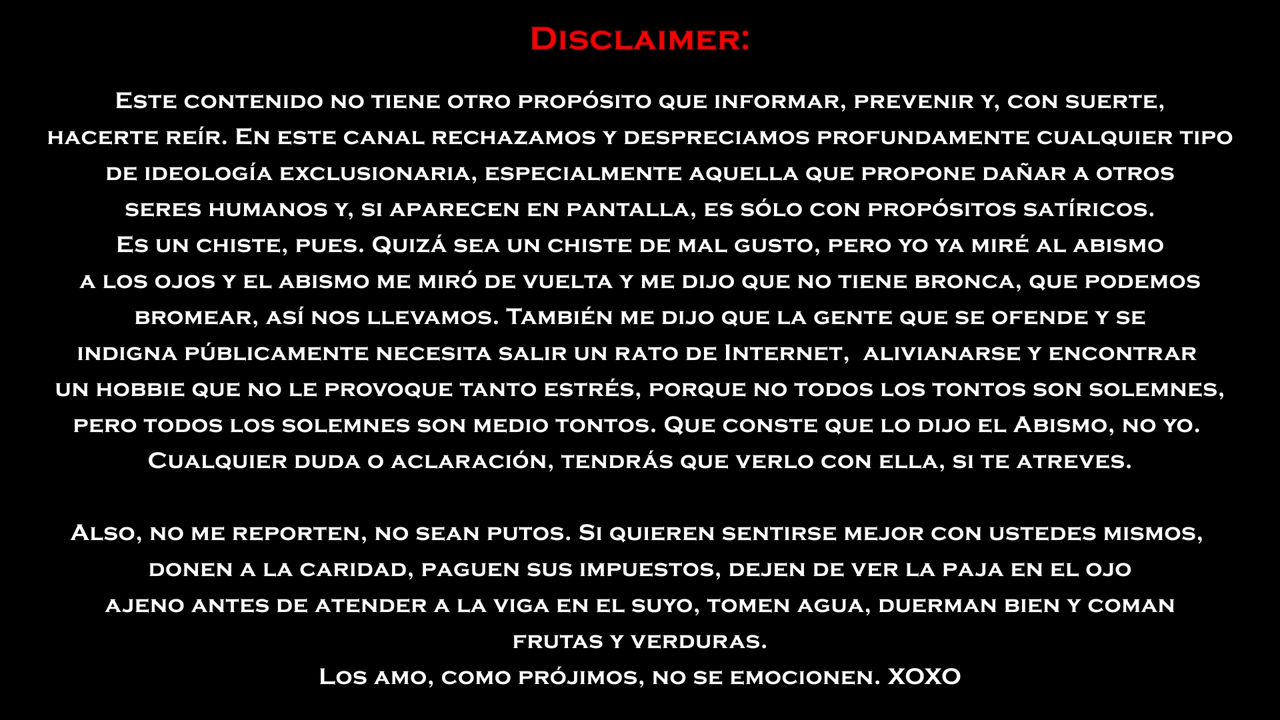 Disclaimer:
Este contenido no tiene otro propósito que informar, prevenir y, con suerte,
hacerte reír. En este canal rechazamos y despreciamos profundamente cualquier tipo
de ideología exclusionaria, especialmente aquella que propone dañar a otros
seres humanos y, si aparecen en pantalla, es sólo con propósitos satíricos.
Es un chiste, pues. Quizá sea un chiste de mal gusto, pero yo ya miré al abismo
a los ojos y el abismo me miró de vuelta y me dijo que no tiene bronca, que podemos
bromear, así nos llevamos. También me dijo que la gente que se ofende y se
indigna públicamente necesita salir un rato de Internet, alivianarse y encontrar
un hobbie que no le provoque tanto estrés, porque no todos los tontos son solemnes,
pero todos los solemnes son medio tontos. Que conste que lo dijo el Abismo, no yo.
Cualquier duda o aclaración, tendrás que verlo con ella, si te atreves.
Also, no me reporten, no sean putos. Si quieren sentirse mejor con ustedes mismos,
donen a la caridad, paguen sus impuestos, dejen de ver la paja en el ojo
ajeno antes de atender a la viga en el suyo, tomen agua, duerman bien y coman
frutas y verduras.
Los amo, como prójimos, no se emocionen. XOXO